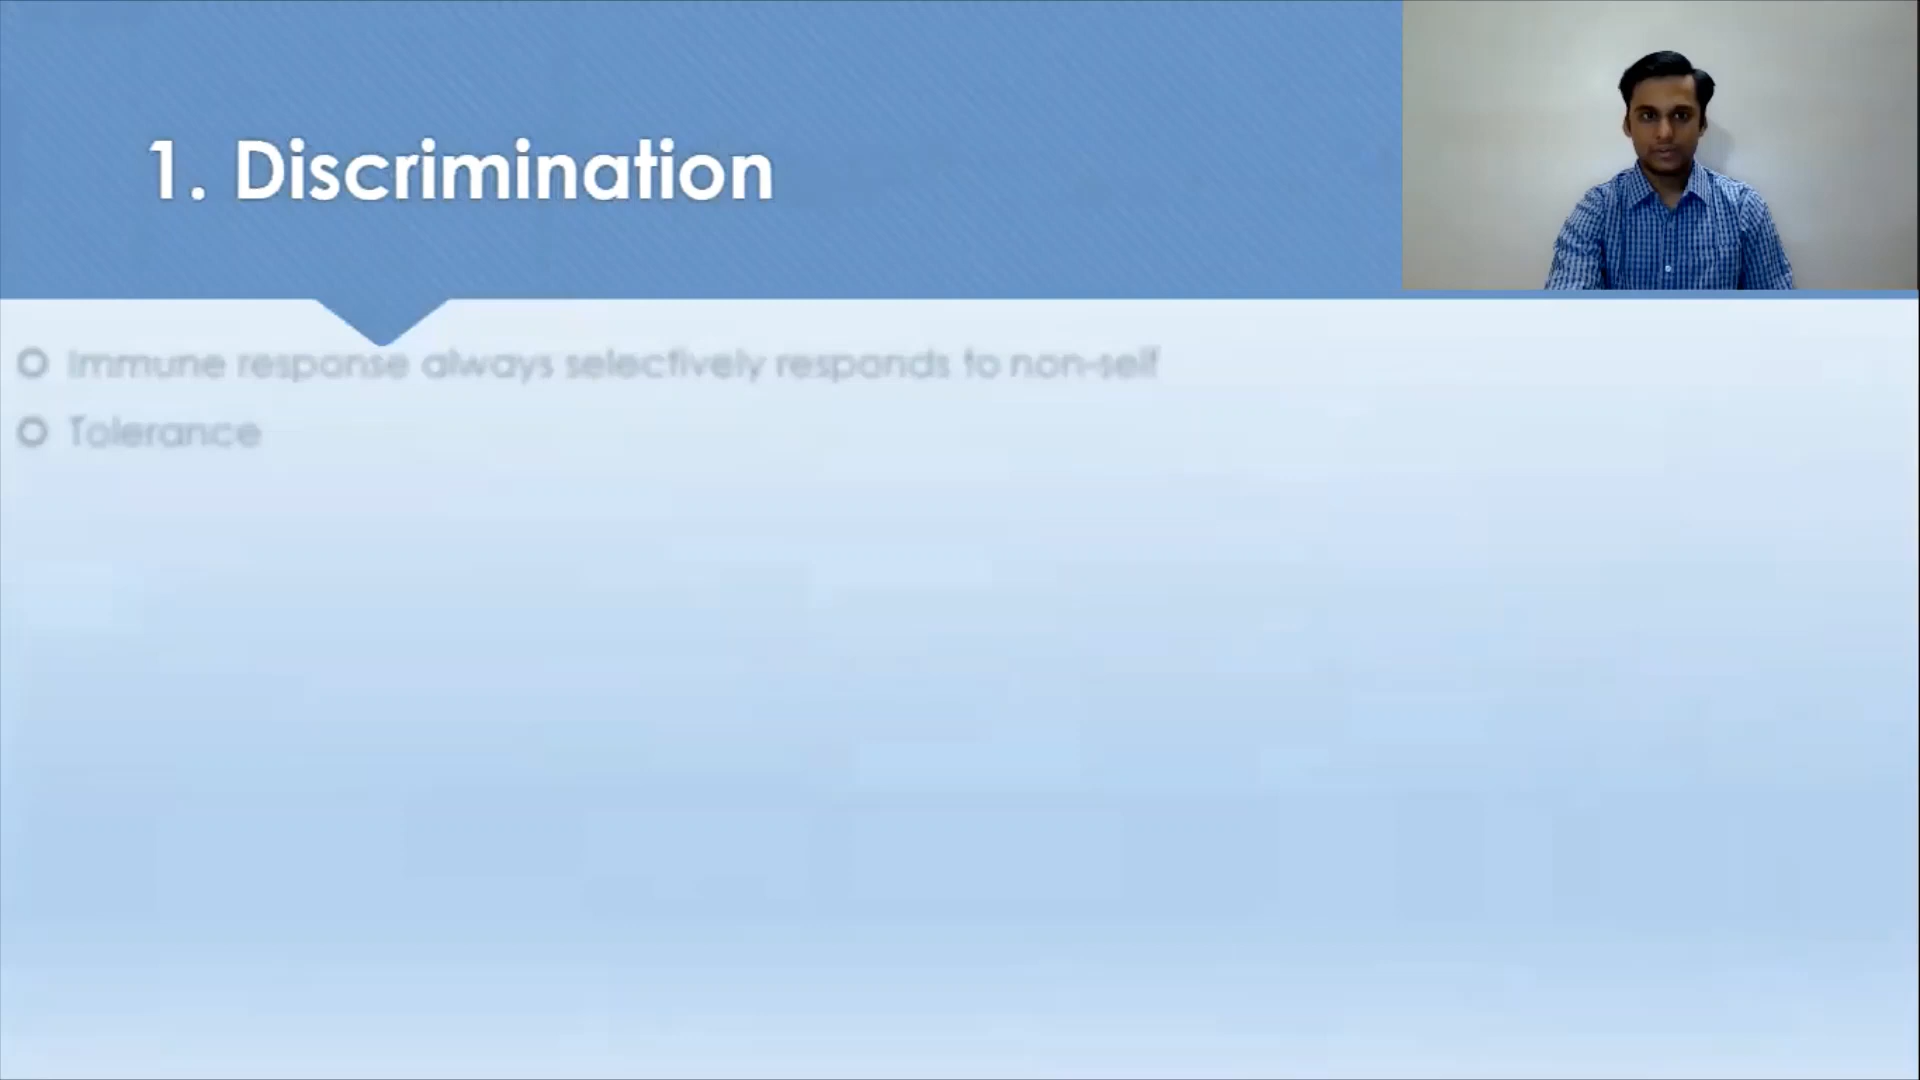 1. Discrimination
Immune response always selectively responds to non-self
Tolerance